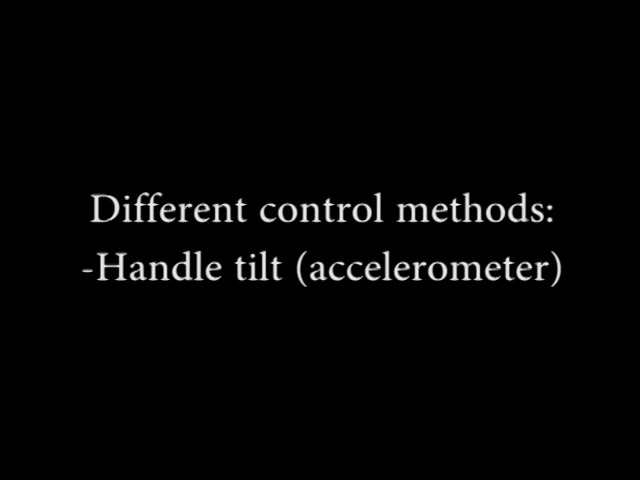 Different control methods:
-Handle tilt (accelerometer)